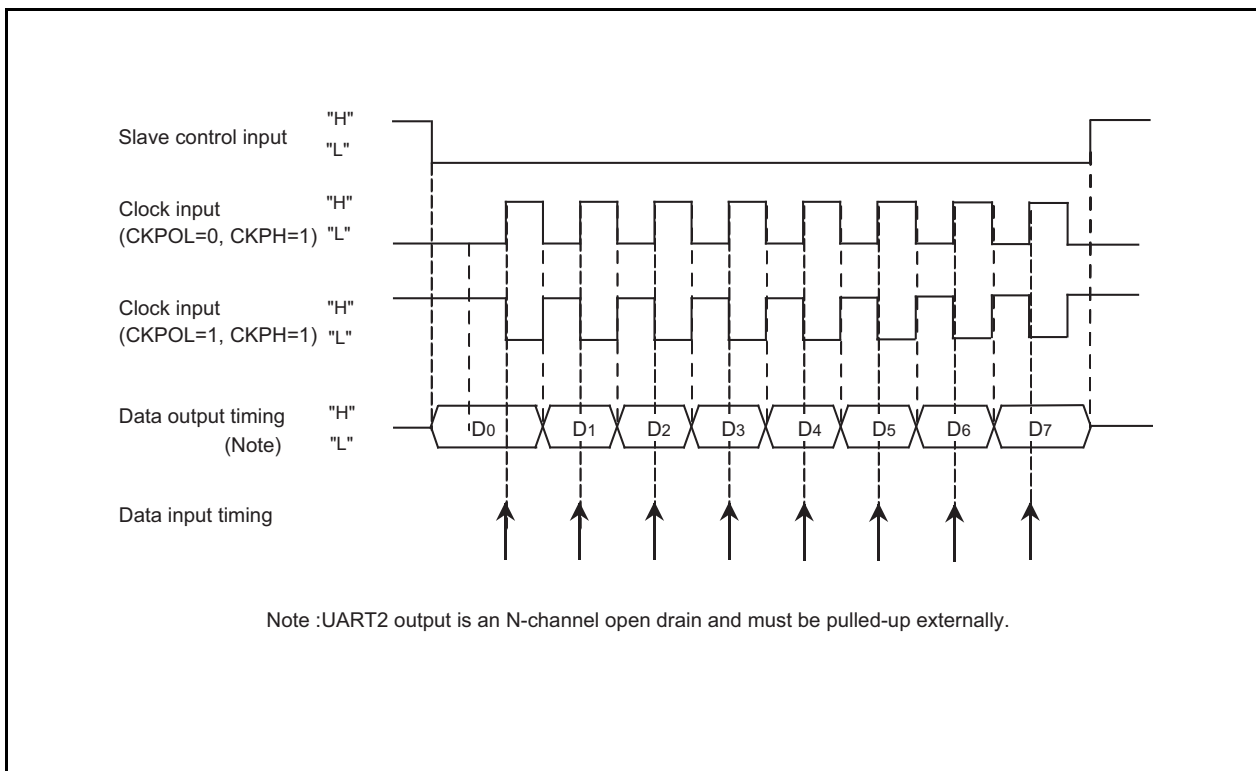 Slave control input "H"
"L"
Clock input "H"
(CKPOL=0, CKPH=1) "L"
Clock input "H"
(CKPOL=1, CKPH=1) "L"
Data output timing "H"
(Note) "L"
D0 D1 D2 D3 D4 D5 D6 D7
Data input timing
Note :UART2 output is an N-channel open drain and must be pulled-up externally.